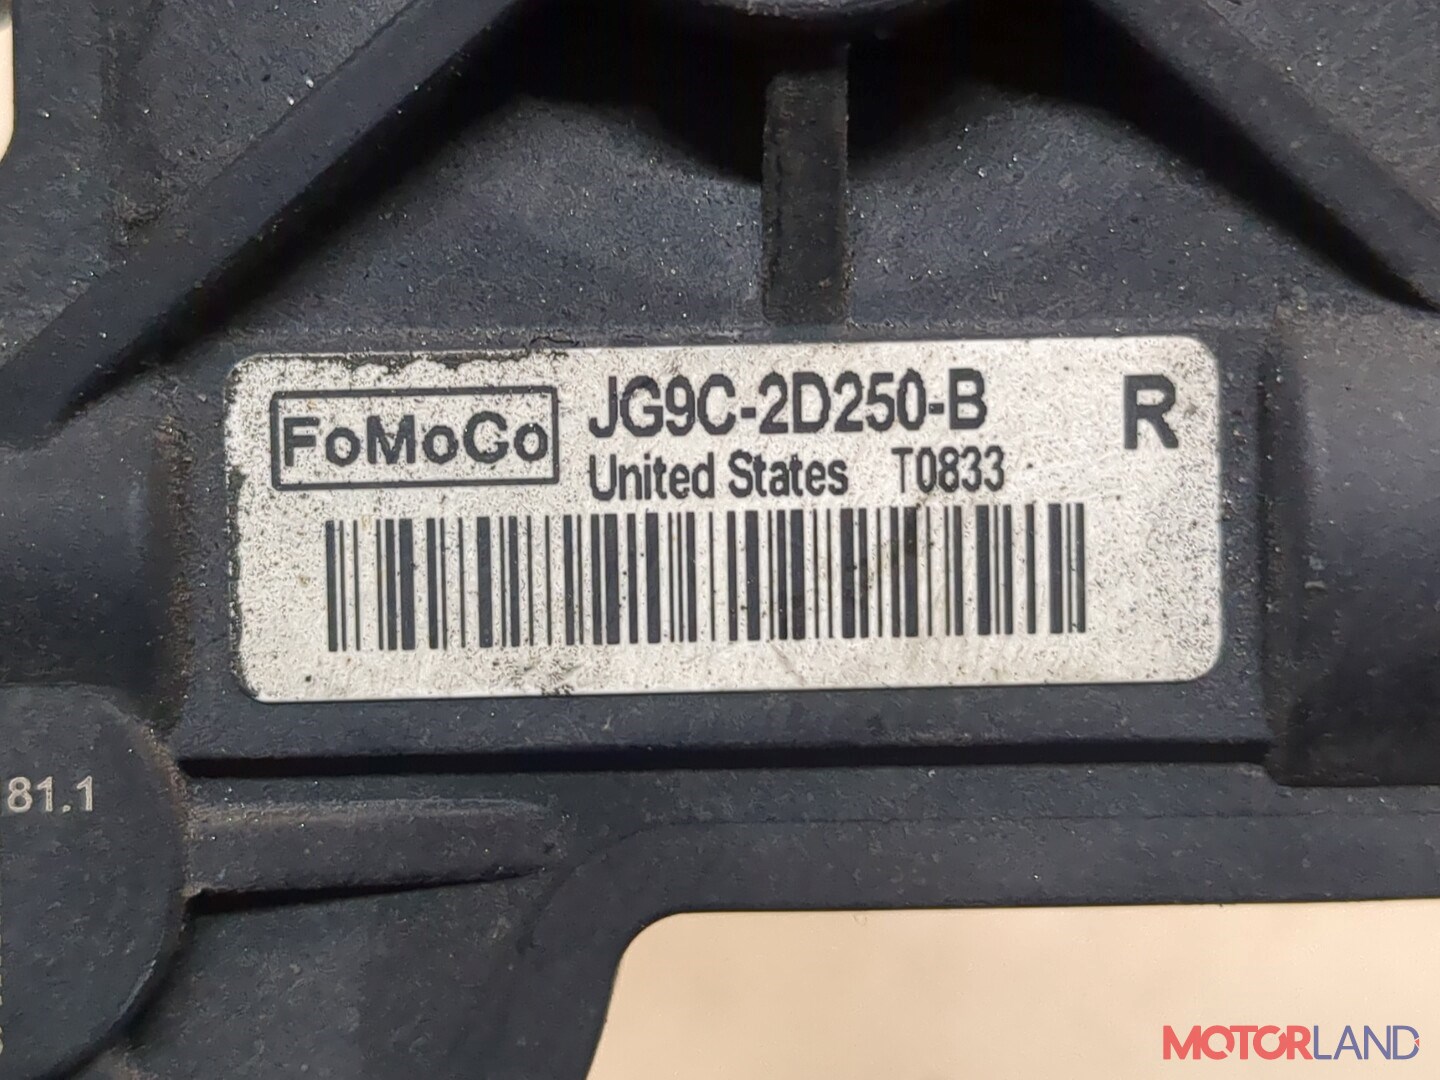 FoMoCo
JG9C-2D250-B
R
United States T0833
81.1
MOTORLAND